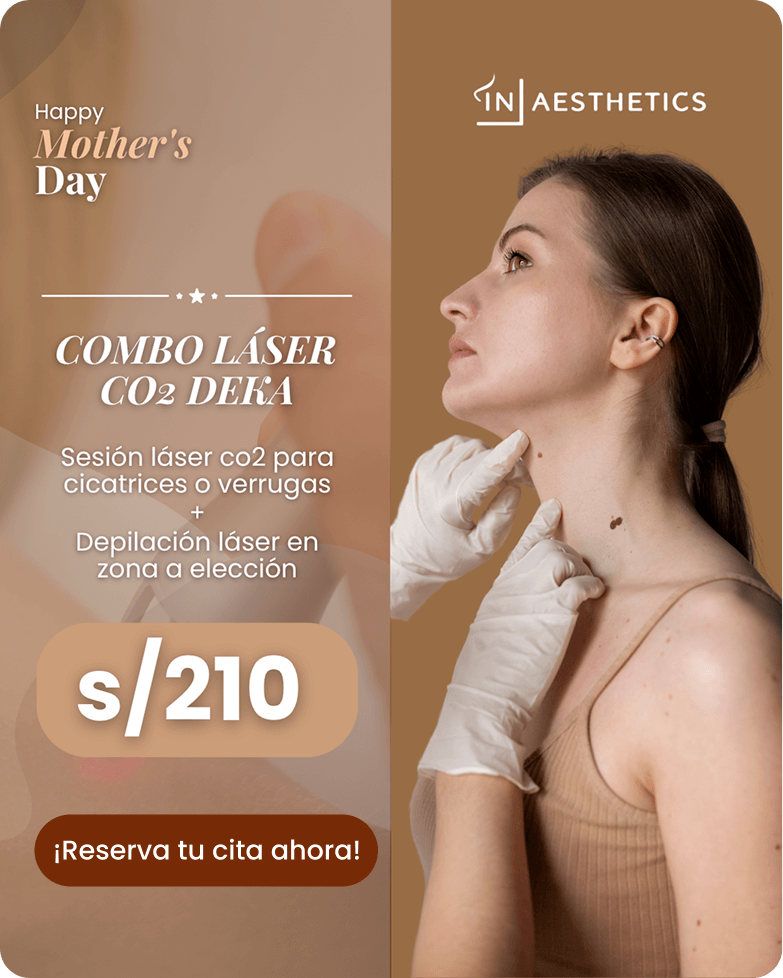 Happy
Mother's
Day
IN AESTHETICS
COMBO LÁSER
CO2 DEKA
Sesión láser co2 para
cicatrices o verrugas
+
Depilación láser en
zona a elección
s/210
¡Reserva tu cita ahora!